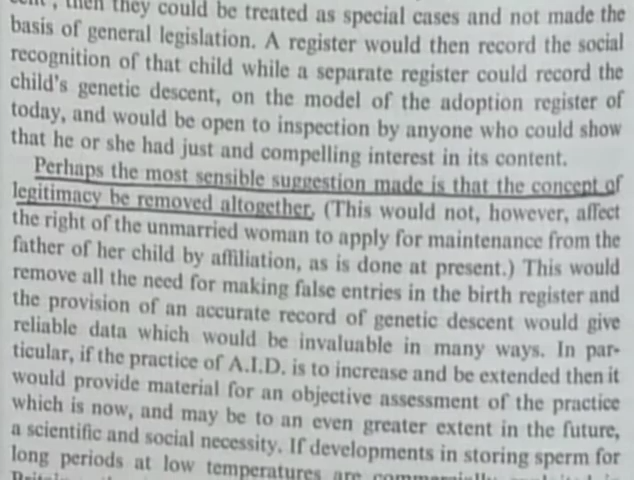 then they could be treated as special cases and not made the
basis of general legislation. A register would then record the social
recognition of that child while a separate register could record the
child's genetic descent, on the model of the adoption register of
today, and would be open to inspection by anyone who could show
that he or she had just and compelling interest in its content.
Perhaps the most sensible suggestion made is that the concept of
legitimacy be removed altogether. (This would not, however, affect
the right of the unmarried woman to apply for maintenance from the
father of her child by affiliation, as is done at present.) This would
remove all the need for making false entries in the birth register and
the provision of an accurate record of genetic descent would give
reliable data which would be invaluable in many ways. In par-
ticular, if the practice of A.I.D. is to increase and be extended then it
would provide material for an objective assessment of the practice
which is now, and may be to an even greater extent in the future,
a scientific and social necessity. If developments in storing sperm for
long periods at low temperatures are commercially